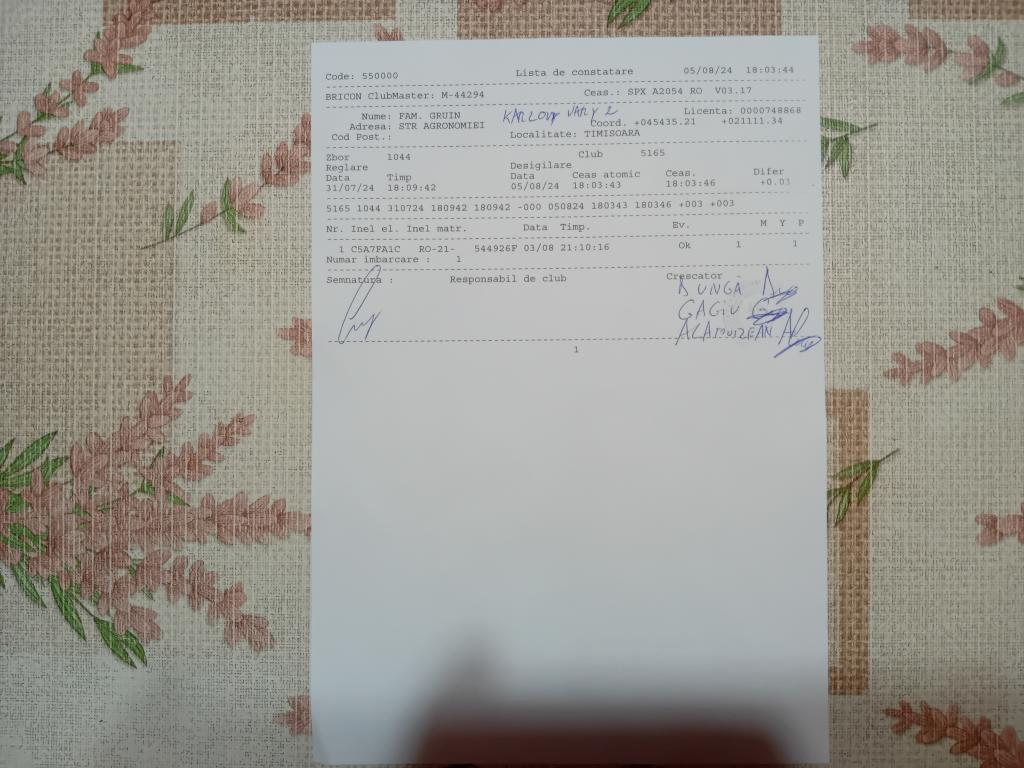 Code: 550000 Lista de constatare 05/08/24 18:03:44
BRICON ClubMaster: M-44294 Ceas.: SPX A2054 RO V03.17
Nume: FAM. GRUIN KARLOVY VARY 2 Licenta: 0000748868
Adresa: STR AGRONOMIEI Coord. +045435.21 +021111.34
Cod Post.: Localitate: TIMISOARA
Zbor 1044 Club 5165
Reglare Desigilare
Data Timp Data Ceas atomic Ceas. Difer
31/07/24 18:09:42 05/08/24 18:03:43 18:03:46 +0.03
5165 1044 310724 180942 180942 -000 050824 180343 180346 +003 +003
Nr. Inel el. Inel matr. Data Timp. Ev. M Y P
1 C5A7FA1C RO-21- 544926F 03/08 21:10:16 Ok 1 1
Numar imbarcare : 1
Semnatura : Responsabil de club Crescator
DUNGĂ
GAGIU
1